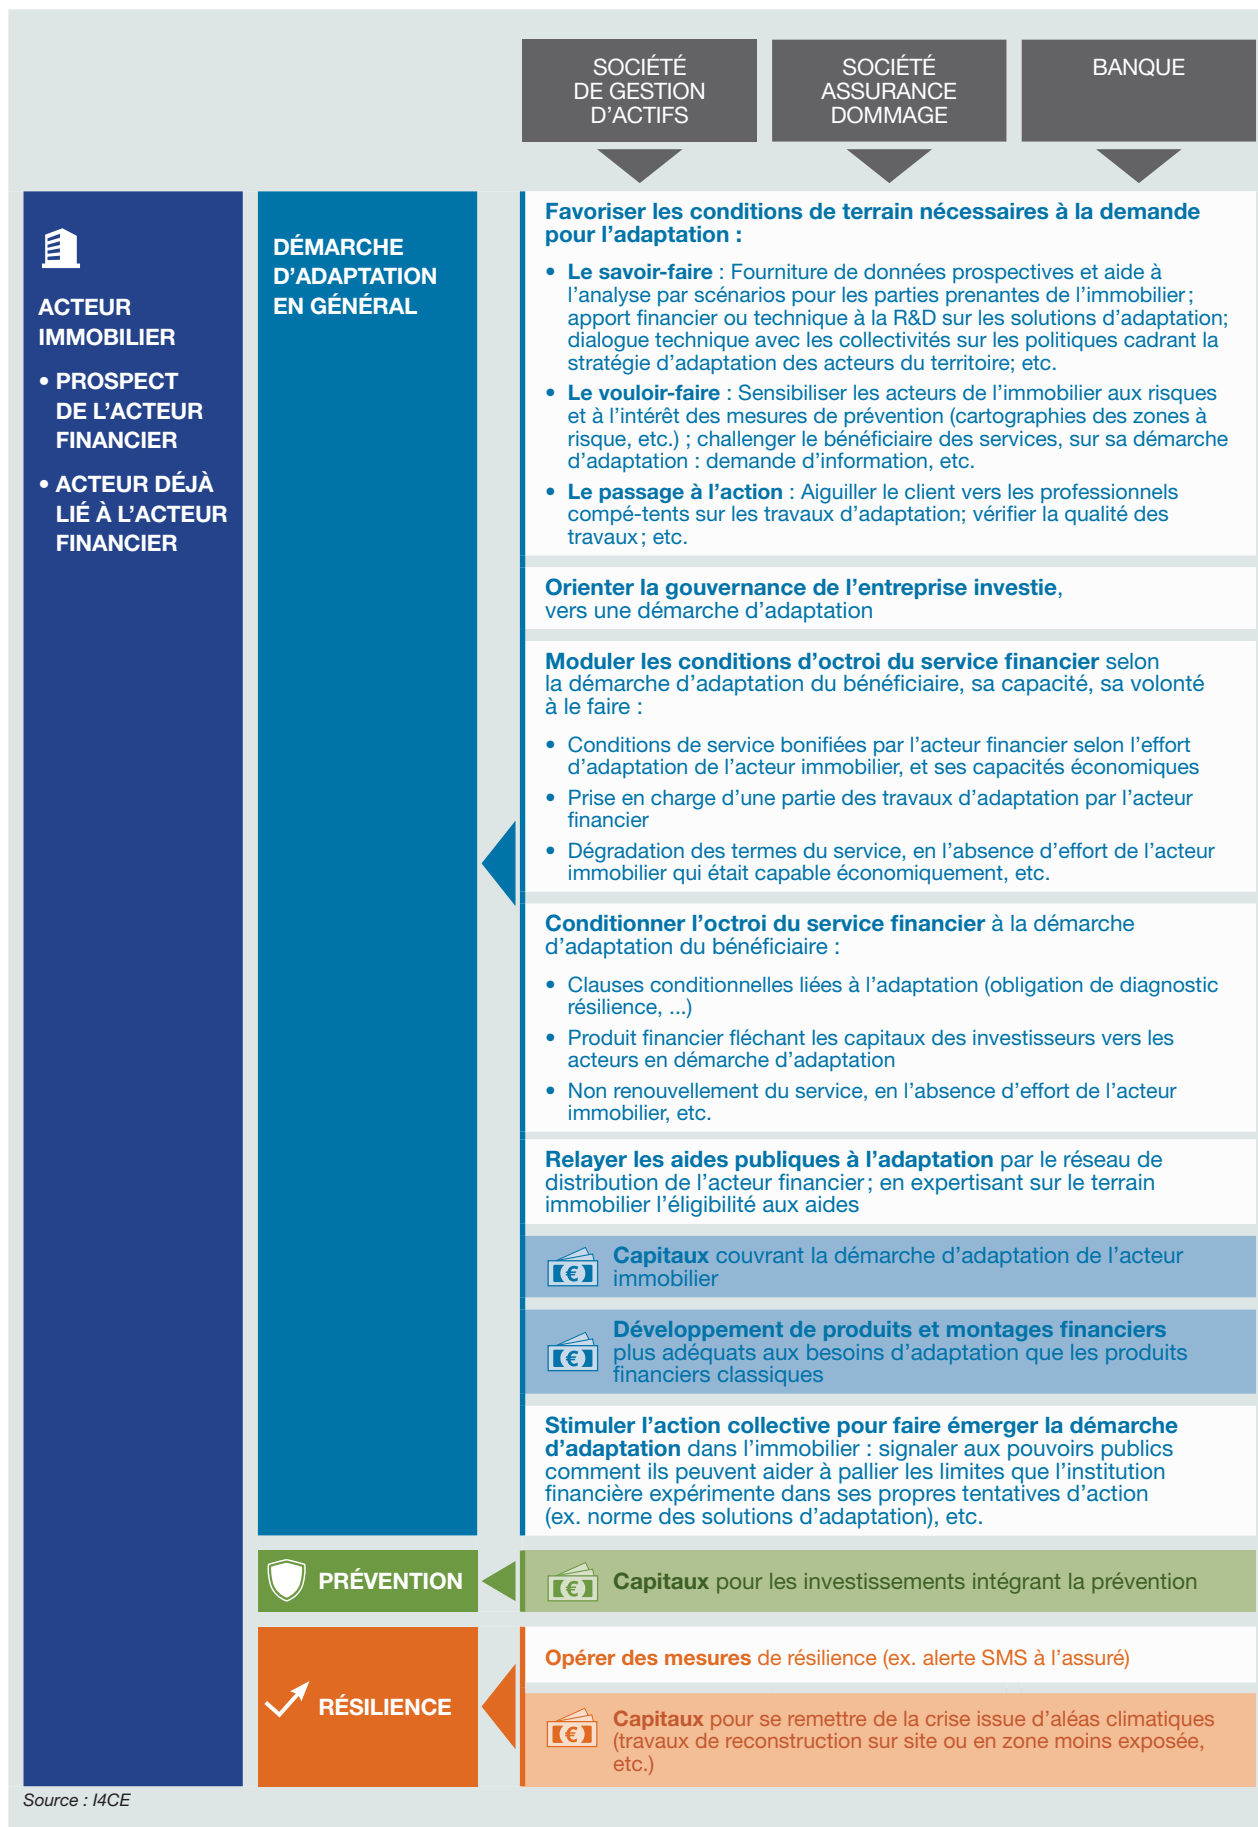 SOCIÉTÉ
DE GESTION
D'ACTIFS
SOCIÉTÉ
ASSURANCE
DOMMAGE
BANQUE
ACTEUR
IMMOBILIER
• PROSPECT
DE L'ACTEUR
FINANCIER
• ACTEUR DÉJÀ
LIÉ À L'ACTEUR
FINANCIER
DÉMARCHE
D'ADAPTATION
EN GÉNÉRAL
Favoriser les conditions de terrain nécessaires à la demande
pour l'adaptation :
• Le savoir-faire : Fourniture de données prospectives et aide à
l'analyse par scénarios pour les parties prenantes de l'immobilier ;
apport financier ou technique à la R&D sur les solutions d'adaptation;
dialogue technique avec les collectivités sur les politiques cadrant la
stratégie d'adaptation des acteurs du territoire; etc.
• Le vouloir-faire : Sensibiliser les acteurs de l'immobilier aux risques
et à l'intérêt des mesures de prévention (cartographies des zones à
risque, etc.) ; challenger le bénéficiaire des services, sur sa démarche
d'adaptation : demande d'information, etc.
• Le passage à l'action : Aiguiller le client vers les professionnels
compé-tents sur les travaux d'adaptation; vérifier la qualité des
travaux ; etc.
Orienter la gouvernance de l'entreprise investie,
vers une démarche d'adaptation
Moduler les conditions d'octroi du service financier selon
la démarche d'adaptation du bénéficiaire, sa capacité, sa volonté
à le faire :
• Conditions de service bonifiées par l'acteur financier selon l'effort
d'adaptation de l'acteur immobilier, et ses capacités économiques
• Prise en charge d'une partie des travaux d'adaptation par l'acteur
financier
• Dégradation des termes du service, en l'absence d'effort de l'acteur
immobilier qui était capable économiquement, etc.
Conditionner l'octroi du service financier à la démarche
d'adaptation du bénéficiaire :
• Clauses conditionnelles liées à l'adaptation (obligation de diagnostic
résilience, ...)
• Produit financier fléchant les capitaux des investisseurs vers les
acteurs en démarche d'adaptation
• Non renouvellement du service, en l'absence d'effort de l'acteur
immobilier, etc.
Relayer les aides publiques à l'adaptation par le réseau de
distribution de l'acteur financier ; en expertisant sur le terrain
immobilier l'éligibilité aux aides
€ Capitaux couvrant la démarche d'adaptation de l'acteur
immobilier
€ Développement de produits et montages financiers
plus adéquats aux besoins d'adaptation que les produits
financiers classiques
Stimuler l'action collective pour faire émerger la démarche
d'adaptation dans l'immobilier : signaler aux pouvoirs publics
comment ils peuvent aider à pallier les limites que l'institution
financière expérimente dans ses propres tentatives d'action
(ex. norme des solutions d'adaptation), etc.
PRÉVENTION
€ Capitaux pour les investissements intégrant la prévention
RÉSILIENCE
Opérer des mesures de résilience (ex. alerte SMS à l'assuré)
€ Capitaux pour se remettre de la crise issue d'aléas climatiques
(travaux de reconstruction sur site ou en zone moins exposée,
etc.)
Source : I4CE